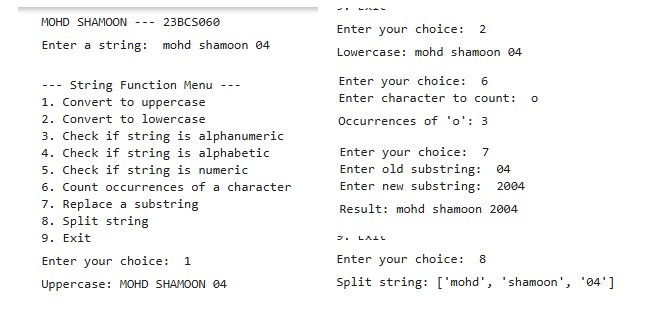 MOHD SHAMOON --- 23BCS060
Enter a string:  mohd shamoon 04
--- String Function Menu ---
1. Convert to uppercase
2. Convert to lowercase
3. Check if string is alphanumeric
4. Check if string is alphabetic
5. Check if string is numeric
6. Count occurrences of a character
7. Replace a substring
8. Split string
9. Exit
Enter your choice:  1
Uppercase: MOHD SHAMOON 04
9. Exit
Enter your choice:  2
Lowercase: mohd shamoon 04
Enter your choice:  6
Enter character to count:  o
Occurrences of 'o': 3
Enter your choice:  7
Enter old substring:  04
Enter new substring:  2004
Result: mohd shamoon 2004
9. Exit
Enter your choice:  8
Split string: ['mohd', 'shamoon', '04']